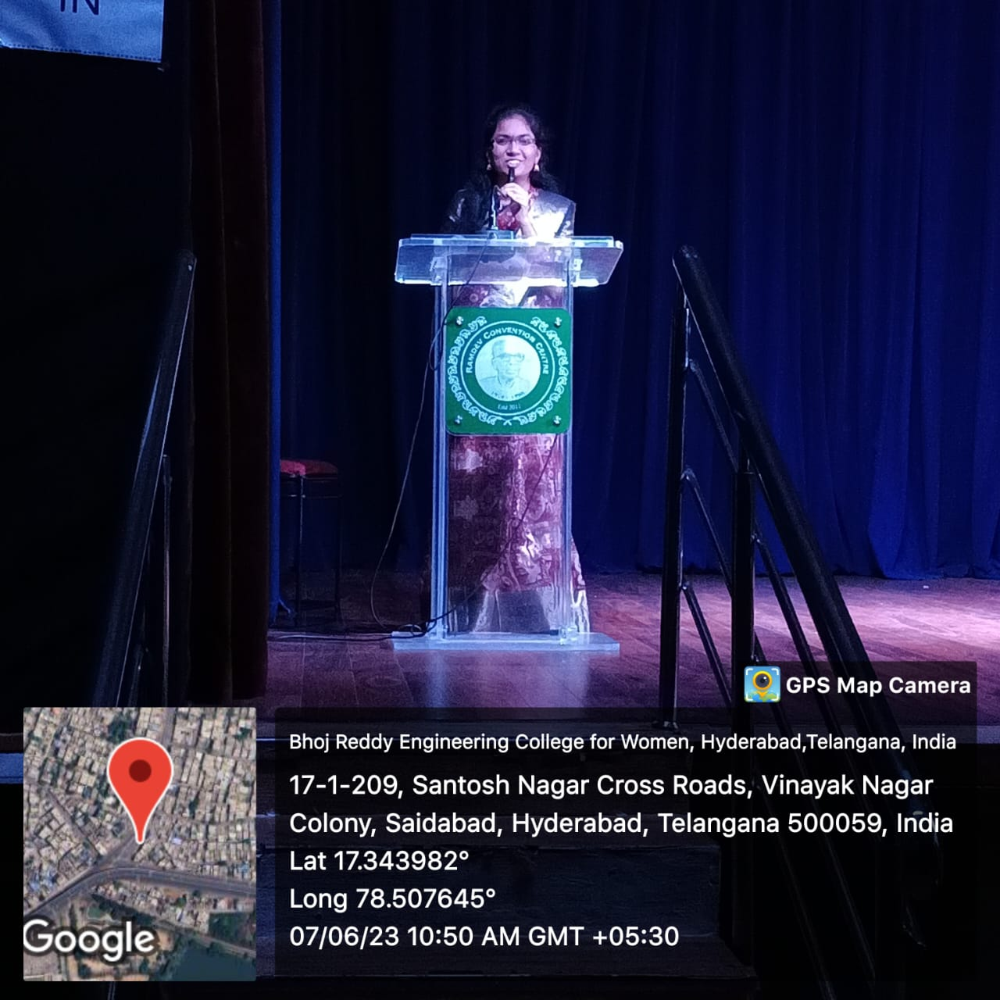 IN
RAMDEV CONVENTION CENTRE
Estd 2011
GPS Map Camera
Bhoj Reddy Engineering College for Women, Hyderabad,Telangana, India
17-1-209, Santosh Nagar Cross Roads, Vinayak Nagar
Colony, Saidabad, Hyderabad, Telangana 500059, India
Lat 17.343982°
Long 78.507645°
07/06/23 10:50 AM GMT +05:30
Google